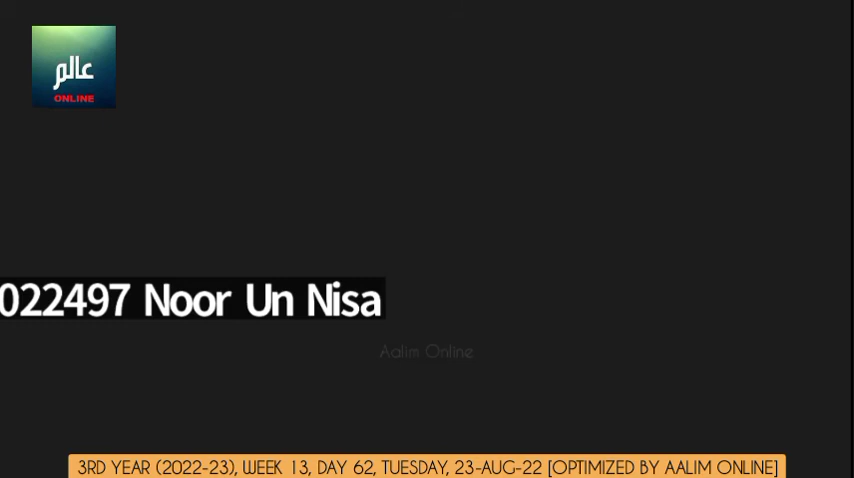 عالم
ONLINE
022497 Noor Un Nisa
Aalim Online
3RD YEAR (2022-23), WEEK 13, DAY 62, TUESDAY, 23-AUG-22 [OPTIMIZED BY AALIM ONLINE]